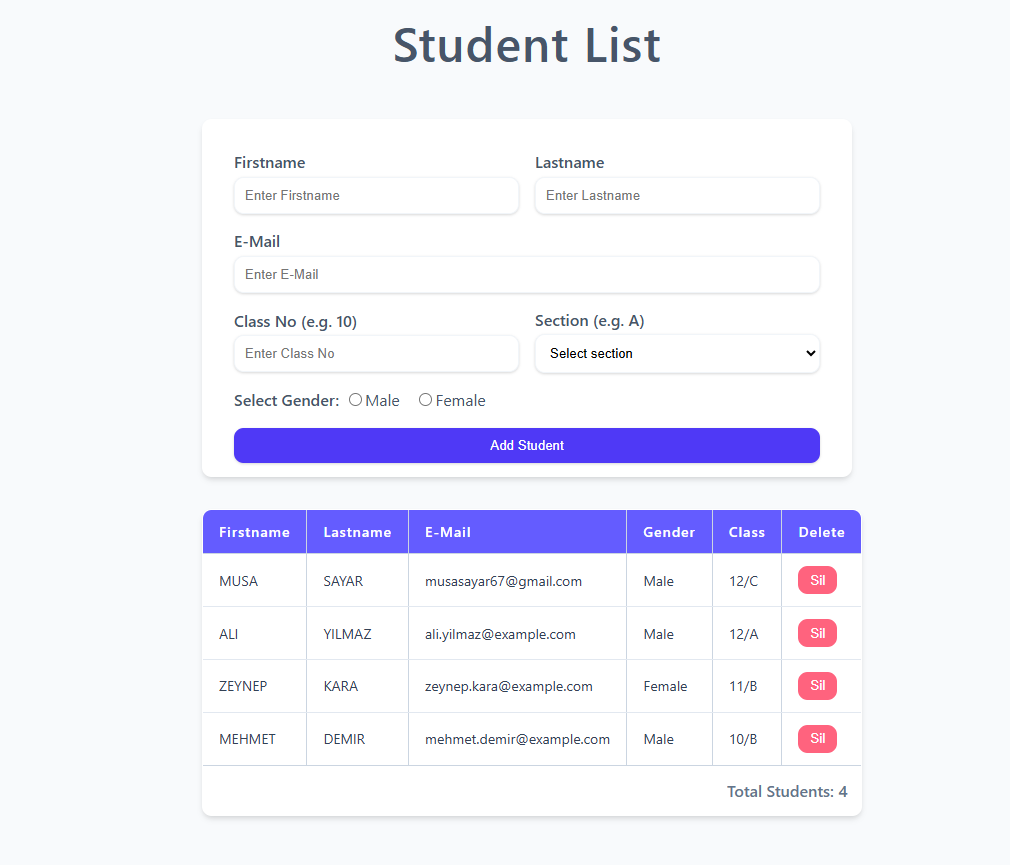 Student List
Firstname Lastname
Enter Firstname Enter Lastname
E-Mail
Enter E-Mail
Class No (e.g. 10) Section (e.g. A)
Enter Class No Select section
Select Gender: Male Female
Add Student
Firstname Lastname E-Mail Gender Class Delete
MUSA SAYAR musasayar67@gmail.com Male 12/C Sil
ALI YILMAZ ali.yilmaz@example.com Male 12/A Sil
ZEYNEP KARA zeynep.kara@example.com Female 11/B Sil
MEHMET DEMIR mehmet.demir@example.com Male 10/B Sil
Total Students: 4